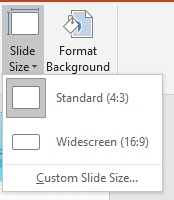 Slide Format
Size Background
Standard (4:3)
Widescreen (16:9)
Custom Slide Size...